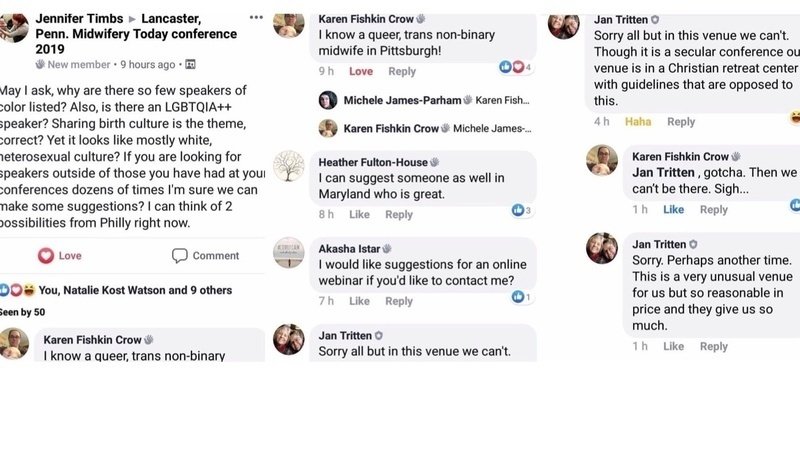 Jennifer Timbs ▸ Lancaster,
Penn. Midwifery Today conference
2019
New member • 9 hours ago •
May I ask, why are there so few speakers of
color listed? Also, is there an LGBTQIA++
speaker? Sharing birth culture is the theme,
correct? Yet it looks like mostly white,
heterosexual culture? If you are looking for
speakers outside of those you have had at your
conferences dozens of times I'm sure we can
make some suggestions? I can think of 2
possibilities from Philly right now.
Love
Comment
You, Natalie Kost Watson and 9 others
Seen by 50
Karen Fishkin Crow
I know a queer, trans non-binary
Karen Fishkin Crow
I know a queer, trans non-binary
midwife in Pittsburgh!
9 h Love Reply 4
Michele James-Parham Karen Fish...
Karen Fishkin Crow Michele James-...
Heather Fulton-House
I can suggest someone as well in
Maryland who is great.
8 h Like Reply 3
Akasha Istar
I would like suggestions for an online
webinar if you'd like to contact me?
7 h Like Reply 1
Jan Tritten
Sorry all but in this venue we can't.
Jan Tritten
Sorry all but in this venue we can't.
Though it is a secular conference ou
venue is in a Christian retreat center
with guidelines that are opposed to
this.
4 h Haha Reply
Karen Fishkin Crow
Jan Tritten , gotcha. Then we
can't be there. Sigh...
1 h Like Reply
Jan Tritten
Sorry. Perhaps another time.
This is a very unusual venue
for us but so reasonable in
price and they give us so
much.
1 h Like Reply